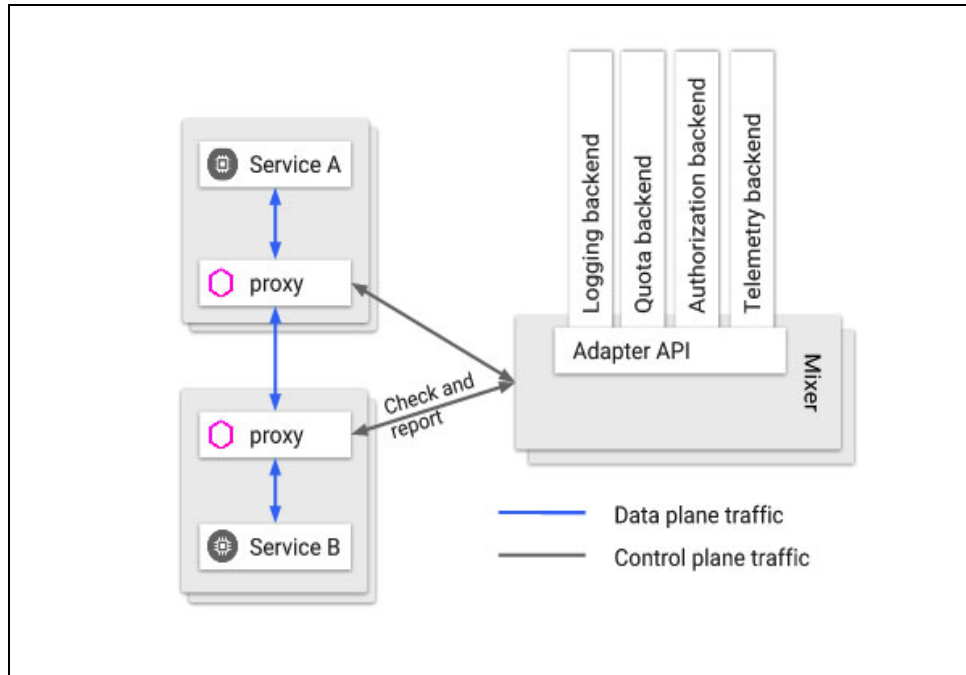 Service A
proxy
proxy
Service B
Check and
report
Logging backend
Quota backend
Authorization backend
Telemetry backend
Adapter API
Mixer
Data plane traffic
Control plane traffic